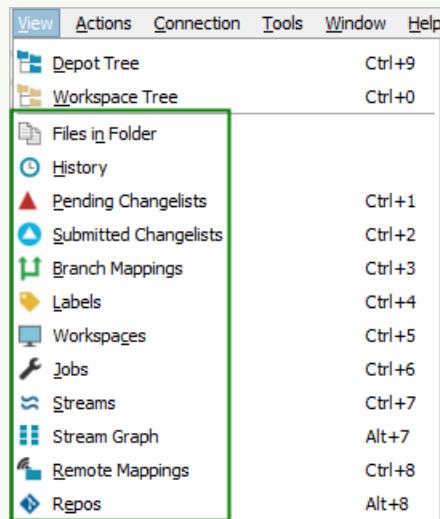 View Actions Connection Tools Window Help
Depot Tree Ctrl+9
Workspace Tree Ctrl+0
Files in Folder
History
Pending Changelists Ctrl+1
Submitted Changelists Ctrl+2
Branch Mappings Ctrl+3
Labels Ctrl+4
Workspaces Ctrl+5
Jobs Ctrl+6
Streams Ctrl+7
Stream Graph Alt+7
Remote Mappings Ctrl+8
Repos Alt+8